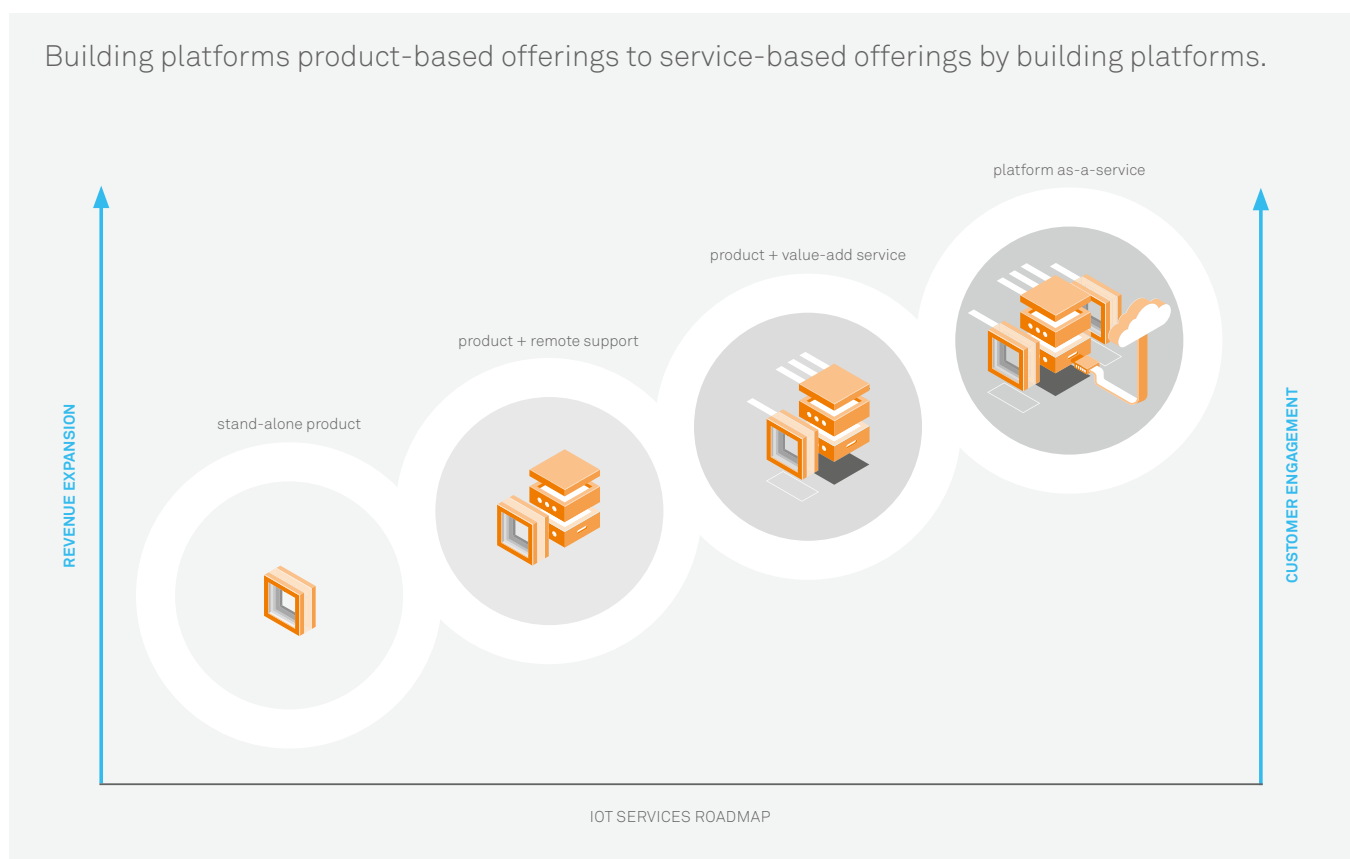 Building platforms product-based offerings to service-based offerings by building platforms.
platform as-a-service
product + value-add service
product + remote support
stand-alone product
REVENUE EXPANSION
CUSTOMER ENGAGEMENT
IOT SERVICES ROADMAP